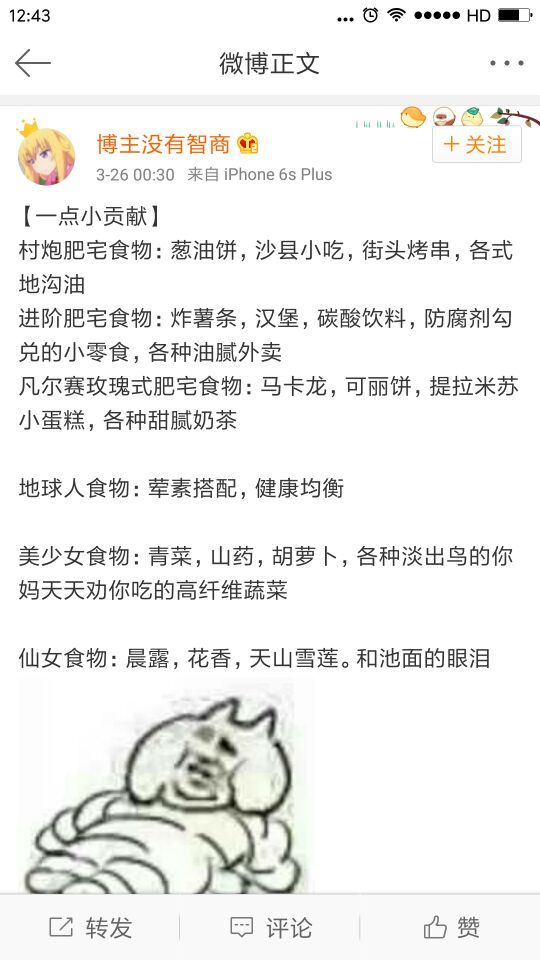 12:43
HD
微博正文
博主没有智商
+ 关注
3-26 00:30 来自 iPhone 6s Plus
【一点小贡献】
村炮肥宅食物：葱油饼，沙县小吃，街头烤串，各式
地沟油
进阶肥宅食物：炸薯条，汉堡，碳酸饮料，防腐剂勾
兑的小零食，各种油腻外卖
凡尔赛玫瑰式肥宅食物：马卡龙，可丽饼，提拉米苏
小蛋糕，各种甜腻奶茶
地球人食物：荤素搭配，健康均衡
美少女食物：青菜，山药，胡萝卜，各种淡出鸟的你
妈天天劝你吃的高纤维蔬菜
仙女食物：晨露，花香，天山雪莲。和池面的眼泪
转发
评论
赞